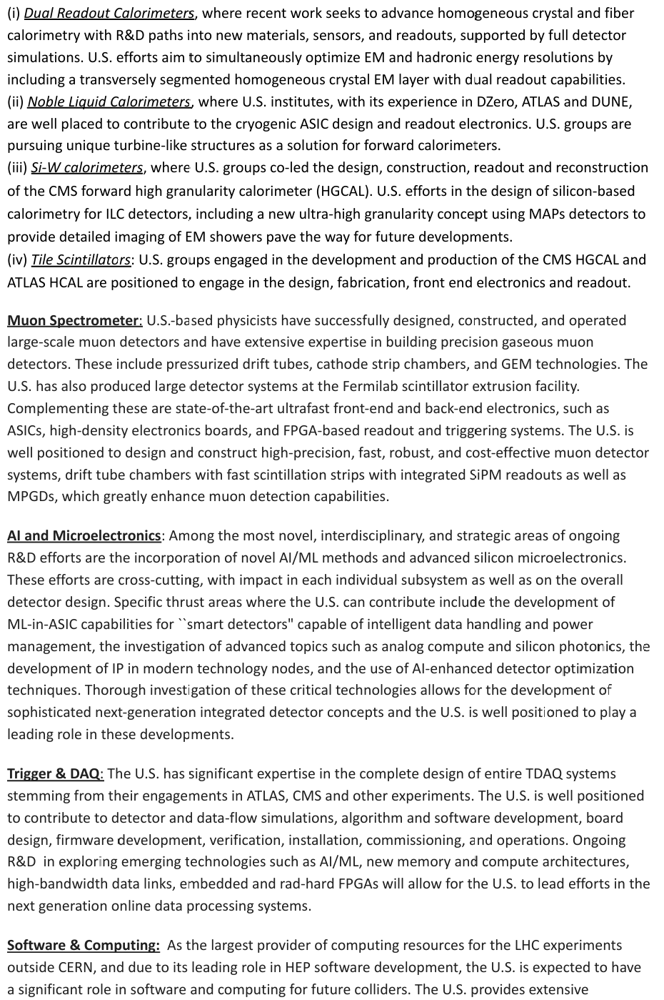 (i) Dual Readout Calorimeters, where recent work seeks to advance homogeneous crystal and fiber
calorimetry with R&D paths into new materials, sensors, and readouts, supported by full detector
simulations. U.S. efforts aim to simultaneously optimize EM and hadronic energy resolutions by
including a transversely segmented homogeneous crystal EM layer with dual readout capabilities.
(ii) Noble Liquid Calorimeters, where U.S. institutes, with its experience in DZero, ATLAS and DUNE,
are well placed to contribute to the cryogenic ASIC design and readout electronics. U.S. groups are
pursuing unique turbine-like structures as a solution for forward calorimeters.
(iii) Si-W calorimeters, where U.S. groups co-led the design, construction, readout and reconstruction
of the CMS forward high granularity calorimeter (HGCAL). U.S. efforts in the design of silicon-based
calorimetry for ILC detectors, including a new ultra-high granularity concept using MAPs detectors to
provide detailed imaging of EM showers pave the way for future developments.
(iv) Tile Scintillators: U.S. groups engaged in the development and production of the CMS HGCAL and
ATLAS HCAL are positioned to engage in the design, fabrication, front end electronics and readout.
Muon Spectrometer: U.S.-based physicists have successfully designed, constructed, and operated
large-scale muon detectors and have extensive expertise in building precision gaseous muon
detectors. These include pressurized drift tubes, cathode strip chambers, and GEM technologies. The
U.S. has also produced large detector systems at the Fermilab scintillator extrusion facility.
Complementing these are state-of-the-art ultrafast front-end and back-end electronics, such as
ASICs, high-density electronics boards, and FPGA-based readout and triggering systems. The U.S. is
well positioned to design and construct high-precision, fast, robust, and cost-effective muon detector
systems, drift tube chambers with fast scintillation strips with integrated SiPM readouts as well as
MPGDs, which greatly enhance muon detection capabilities.
AI and Microelectronics: Among the most novel, interdisciplinary, and strategic areas of ongoing
R&D efforts are the incorporation of novel AI/ML methods and advanced silicon microelectronics.
These efforts are cross-cutting, with impact in each individual subsystem as well as on the overall
detector design. Specific thrust areas where the U.S. can contribute include the development of
ML-in-ASIC capabilities for ``smart detectors" capable of intelligent data handling and power
management, the investigation of advanced topics such as analog compute and silicon photonics, the
development of IP in modern technology nodes, and the use of AI-enhanced detector optimization
techniques. Thorough investigation of these critical technologies allows for the development of
sophisticated next-generation integrated detector concepts and the U.S. is well positioned to play a
leading role in these developments.
Trigger & DAQ: The U.S. has significant expertise in the complete design of entire TDAQ systems
stemming from their engagements in ATLAS, CMS and other experiments. The U.S. is well positioned
to contribute to detector and data-flow simulations, algorithm and software development, board
design, firmware development, verification, installation, commissioning, and operations. Ongoing
R&D  in exploring emerging technologies such as AI/ML, new memory and compute architectures,
high-bandwidth data links, embedded and rad-hard FPGAs will allow for the U.S. to lead efforts in the
next generation online data processing systems.
Software & Computing:  As the largest provider of computing resources for the LHC experiments
outside CERN, and due to its leading role in HEP software development, the U.S. is expected to have
a significant role in software and computing for future colliders. The U.S. provides extensive